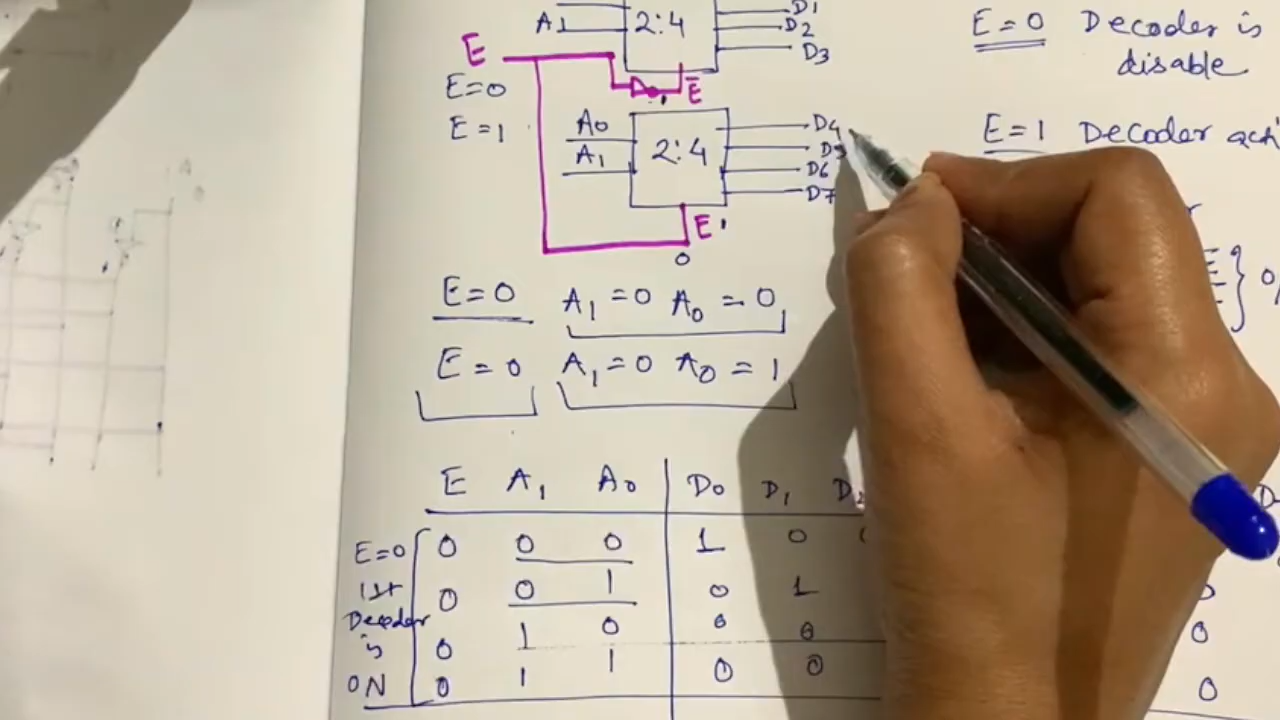 D1
A1 2:4 D2
D3
E=0 Decoder is
disable
E
E=0 E̅
E=1
A0 D4
A1 2:4 D5
D6
D7
E=1 Decoder
E
0
E=0 A1=0 A0=0
E=0 A1=0 A0=1
E A1 A0 D0 D1
E=0 0 0 0 1 0
1st 0 0 1 0 1
Decoder
is 0 1 0 0 0 0
ON 0 1 1 0 0 0